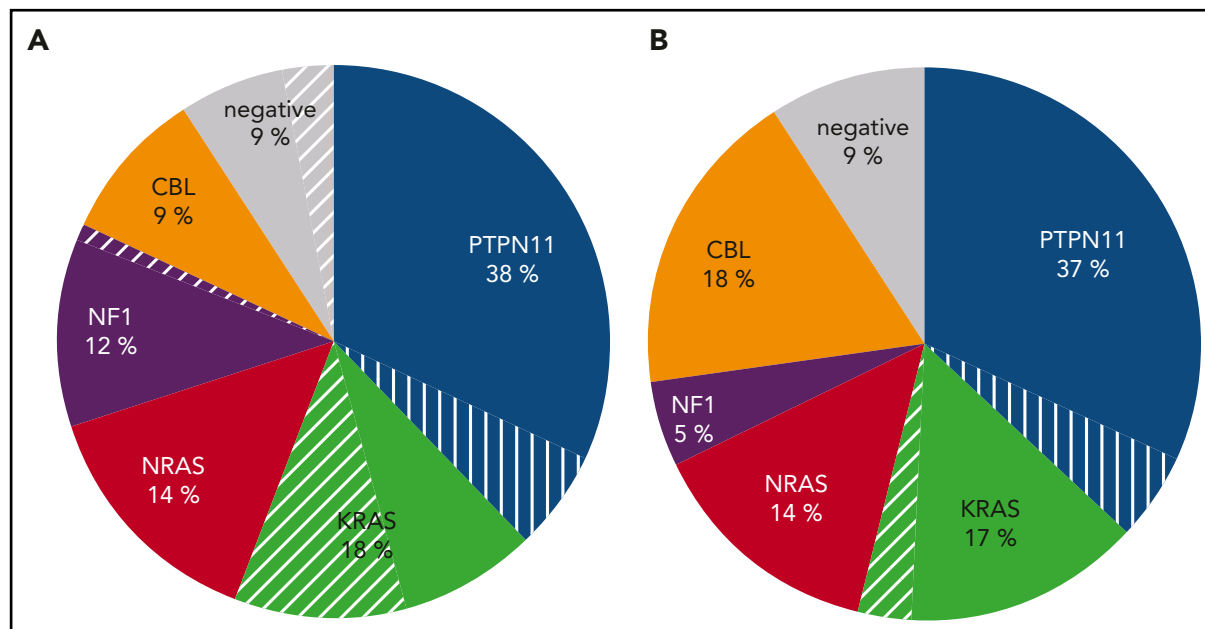 A
negative
9 %
PTPN11
38 %
CBL
9 %
NF1
12 %
NRAS
14 %
KRAS
18 %
B
negative
9 %
PTPN11
37 %
CBL
18 %
NF1
5 %
NRAS
14 %
KRAS
17 %